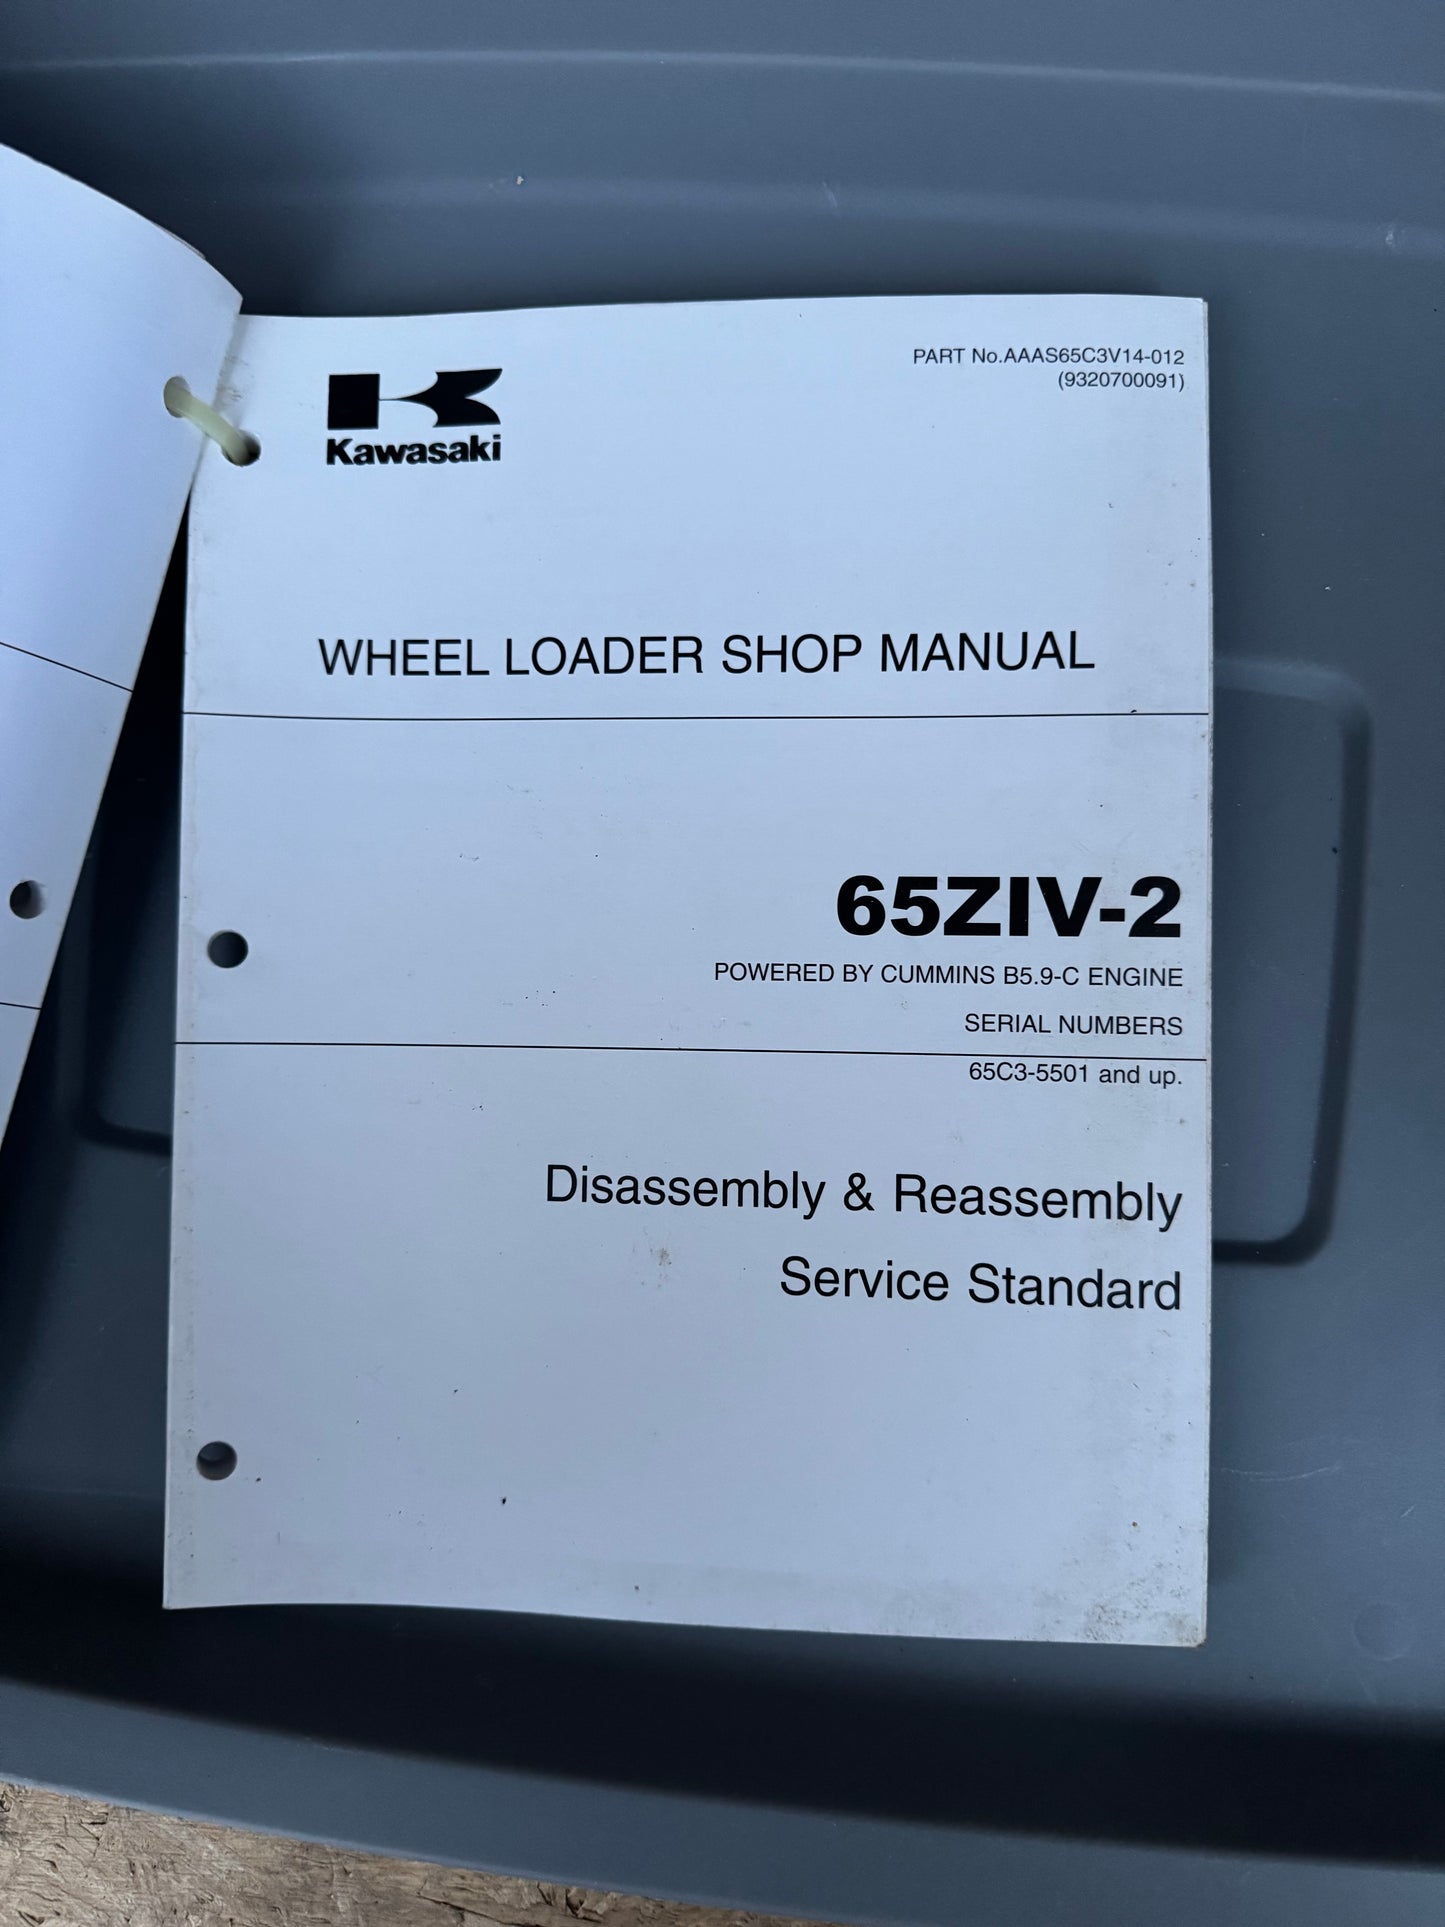 PART No.AAAS65C3V14-012
(9320700091)
Kawasaki
WHEEL LOADER SHOP MANUAL
65ZIV-2
POWERED BY CUMMINS B5.9-C ENGINE
SERIAL NUMBERS
65C3-5501 and up.
Disassembly & Reassembly
Service Standard